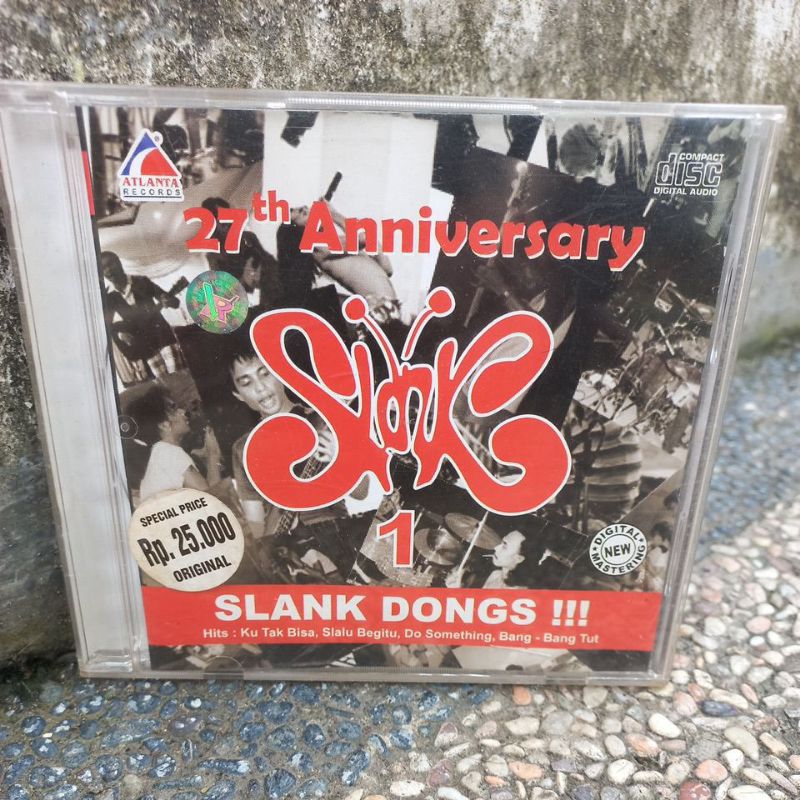 ATLANTA
RECORDS
COMPACT
disc
DIGITAL AUDIO
27th Anniversary
Slank
1
SPECIAL PRICE
Rp. 25.000
ORIGINAL
DIGITAL
NEW
MASTERING
SLANK DONGS !!!
Hits : Ku Tak Bisa, Slalu Begitu, Do Something, Bang - Bang Tut